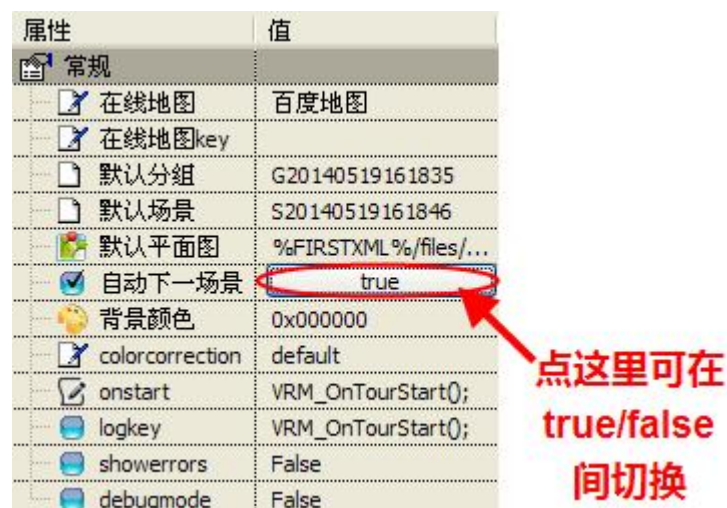 属性 值
常规
在线地图 百度地图
在线地图key
默认分组 G20140519161835
默认场景 S20140519161846
默认平面图 %FIRSTXML%/files/...
自动下一场景 true
背景颜色 0x000000
colorcorrection default
onstart VRM_OnTourStart();
logkey VRM_OnTourStart();
showerrors False
debugmode False
点这里可在
true/false
间切换